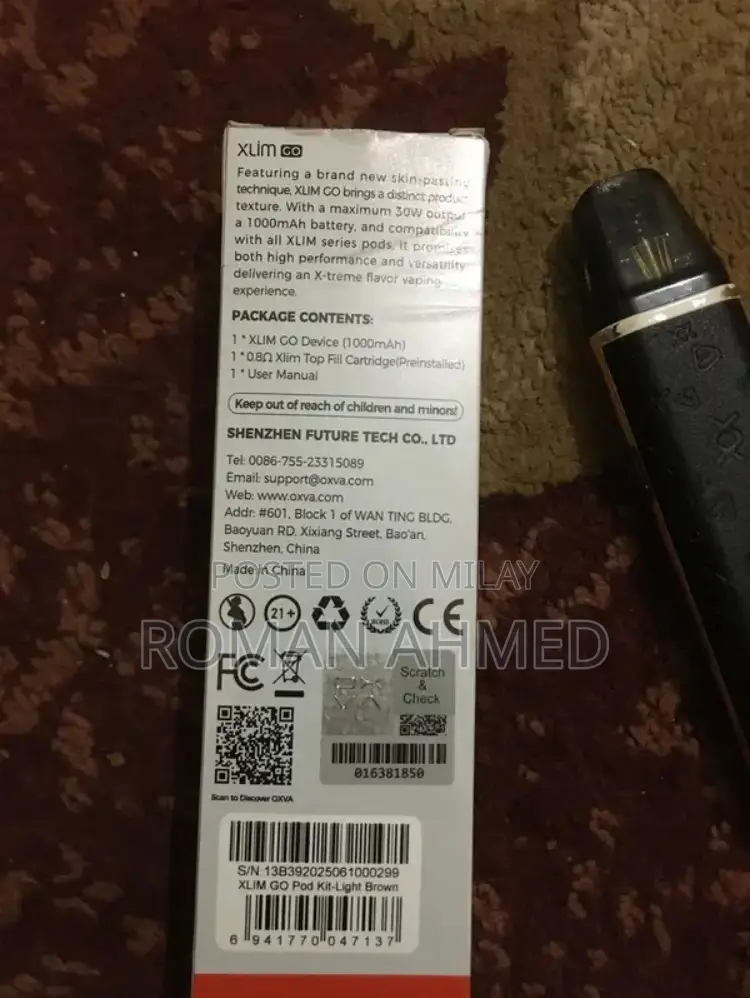 XLIM GO
Featuring a brand new skin-pasting
technique, XLIM GO brings a distinct product
texture. With a maximum 30W output
a 1000mAh battery, and compatibility
with all XLIM series pods, it promises
both high performance and versatility
delivering an X-treme flavor vaping
experience.
PACKAGE CONTENTS:
1 * XLIM GO Device (1000mAh)
1 * 0.8Ω Xlim Top Fill Cartridge(Preinstalled)
1 * User Manual
Keep out of reach of children and minors!
SHENZHEN FUTURE TECH CO., LTD
Tel: 0086-755-23315089
Email: support@oxva.com
Web: www.oxva.com
Addr: #601, Block 1 of WAN TING BLDG,
Baoyuan RD, Xixiang Street, Bao'an,
Shenzhen, China
Made in China
POSTED ON MILAY
21+
CE
ROMAN AHMED
FC
Scratch
&
Check
016381850
Scan to Discover OXVA
S/N:13B392025061000299
XLIM GO Pod Kit-Light Brown
6 941770 047137